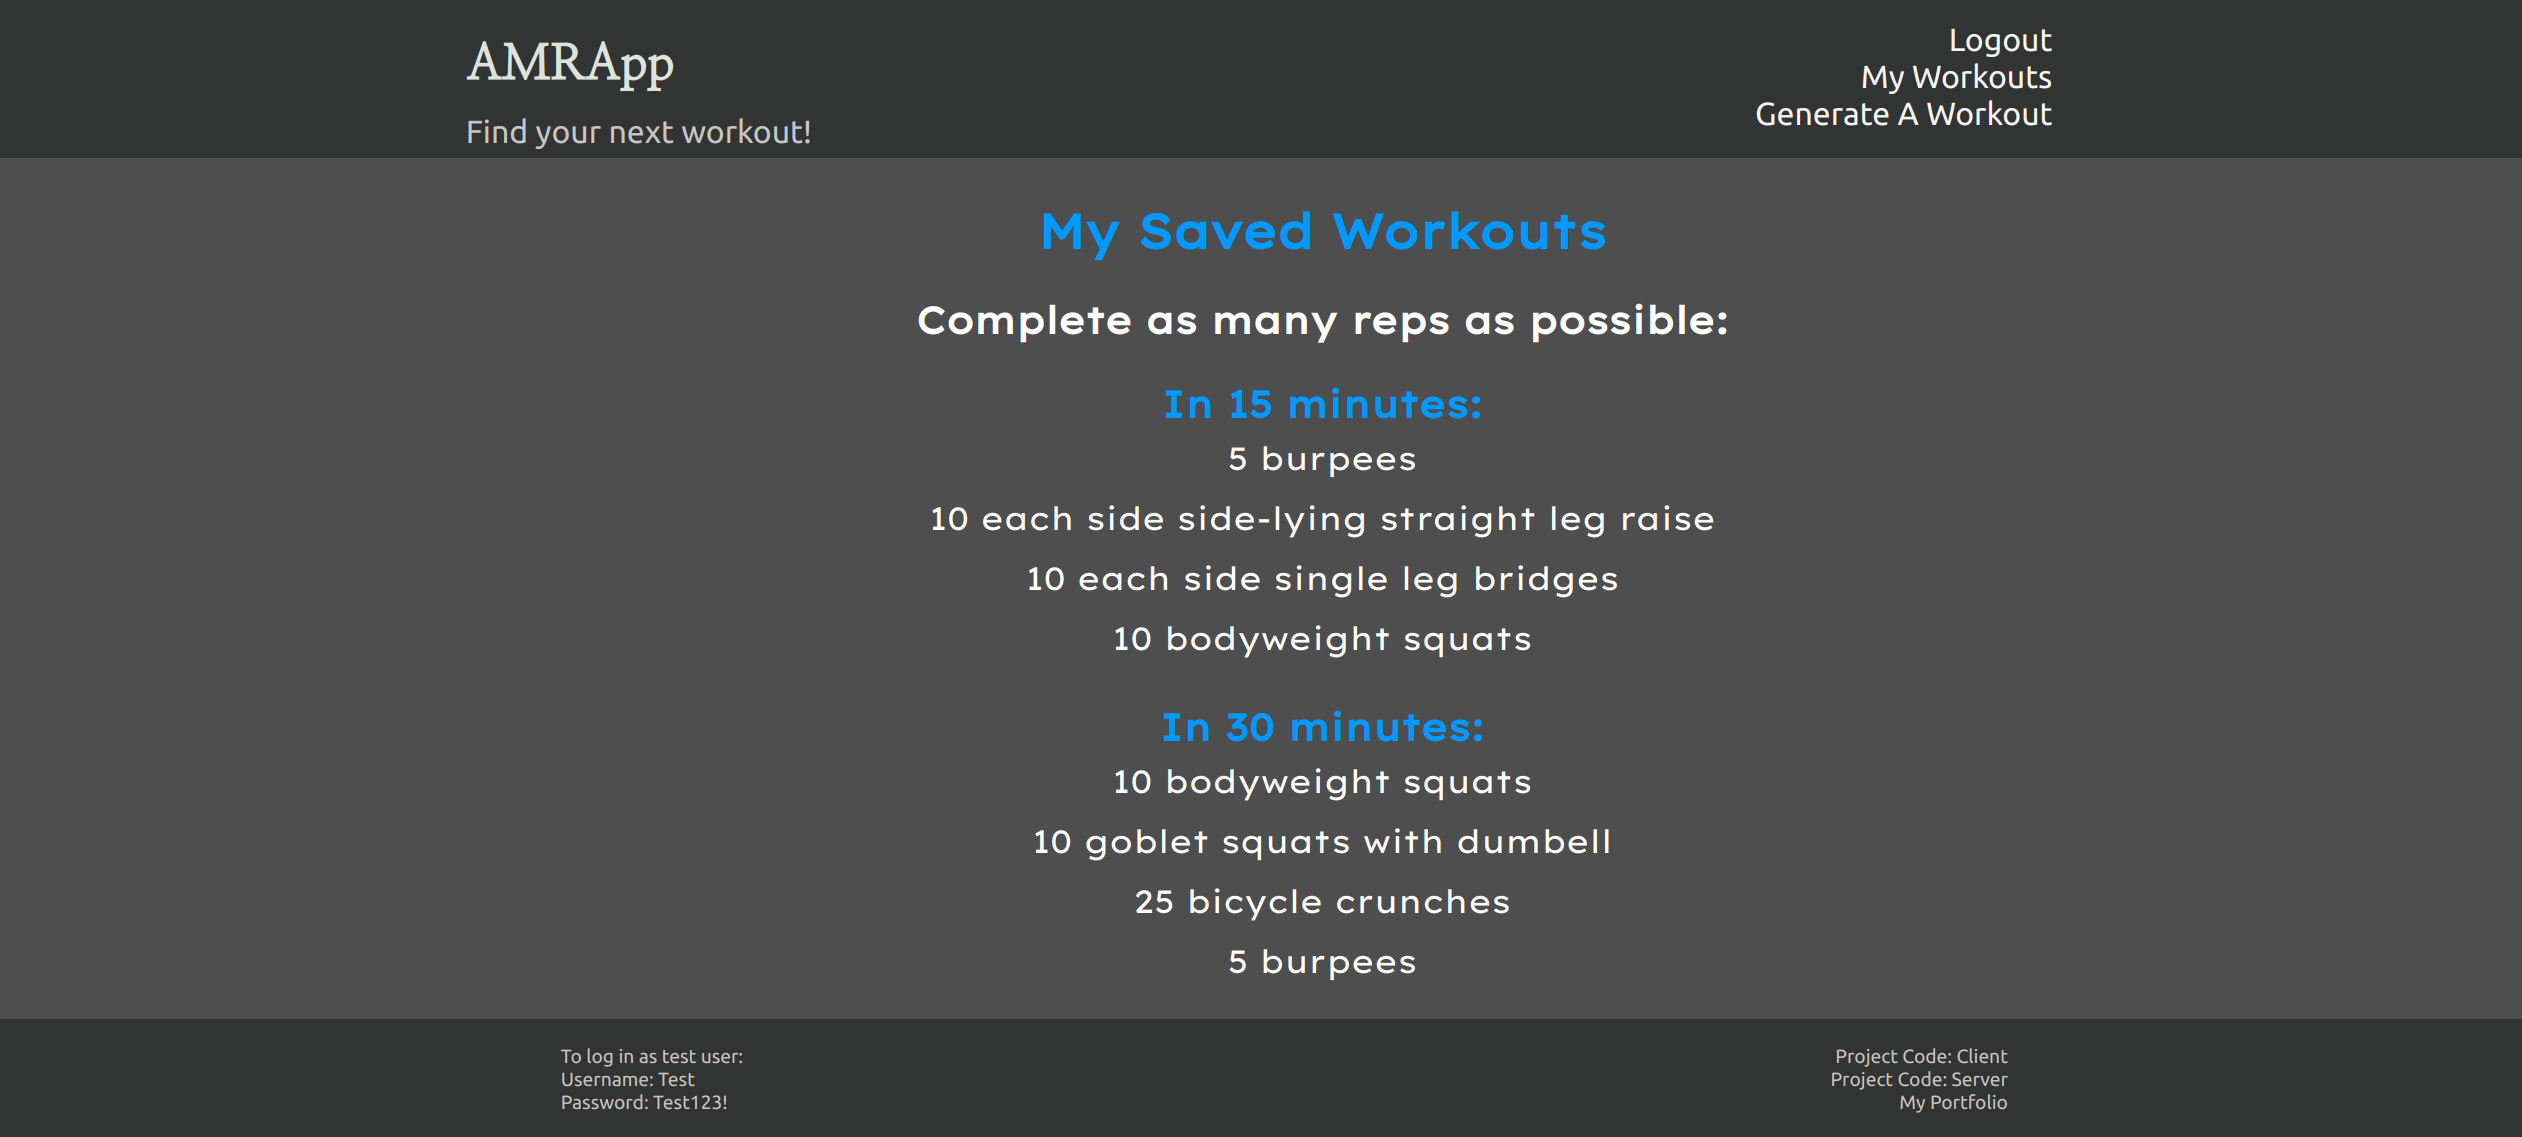 AMRApp
Find your next workout!
Logout
My Workouts
Generate A Workout
My Saved Workouts
Complete as many reps as possible:
In 15 minutes:
5 burpees
10 each side side-lying straight leg raise
10 each side single leg bridges
10 bodyweight squats
In 30 minutes:
10 bodyweight squats
10 goblet squats with dumbell
25 bicycle crunches
5 burpees
To log in as test user:
Username: Test
Password: Test123!
Project Code: Client
Project Code: Server
My Portfolio